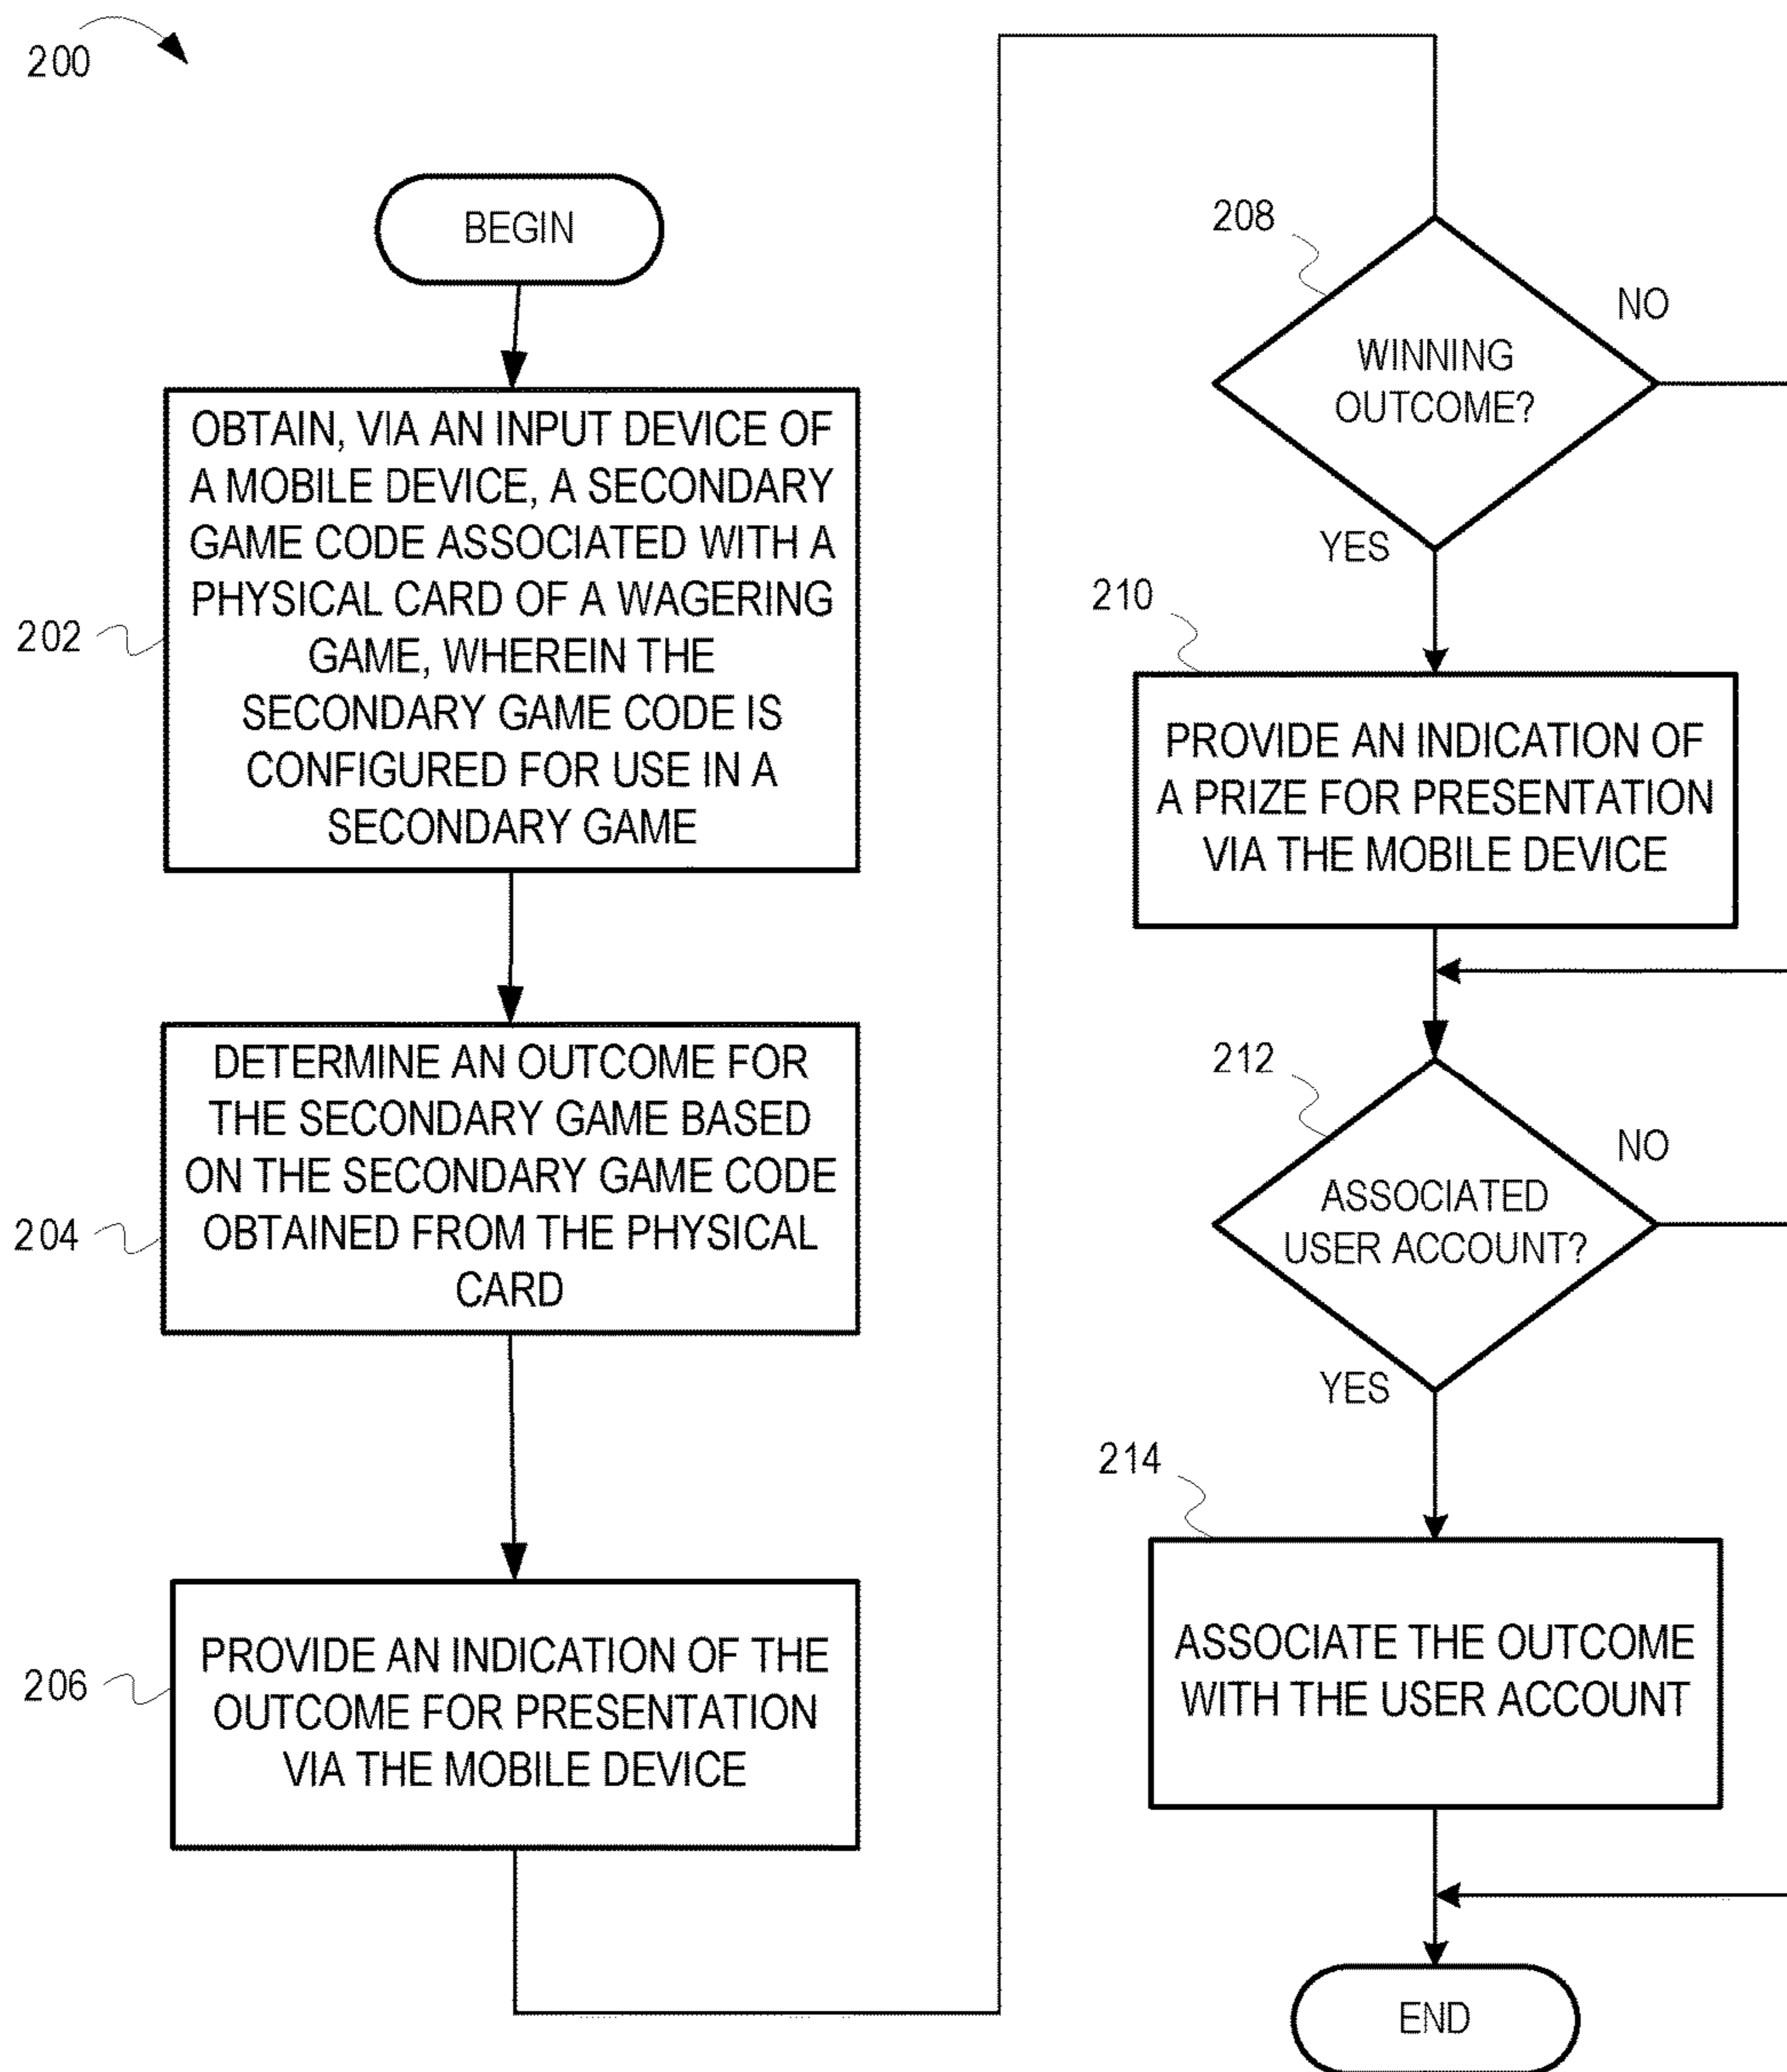 200
BEGIN
202
OBTAIN, VIA AN INPUT DEVICE OF
A MOBILE DEVICE, A SECONDARY
GAME CODE ASSOCIATED WITH A
PHYSICAL CARD OF A WAGERING
GAME, WHEREIN THE
SECONDARY GAME CODE IS
CONFIGURED FOR USE IN A
SECONDARY GAME
204
DETERMINE AN OUTCOME FOR
THE SECONDARY GAME BASED
ON THE SECONDARY GAME CODE
OBTAINED FROM THE PHYSICAL
CARD
206
PROVIDE AN INDICATION OF THE
OUTCOME FOR PRESENTATION
VIA THE MOBILE DEVICE
208
WINNING
OUTCOME?
NO
YES
210
PROVIDE AN INDICATION OF
A PRIZE FOR PRESENTATION
VIA THE MOBILE DEVICE
212
ASSOCIATED
USER ACCOUNT?
NO
YES
214
ASSOCIATE THE OUTCOME
WITH THE USER ACCOUNT
END